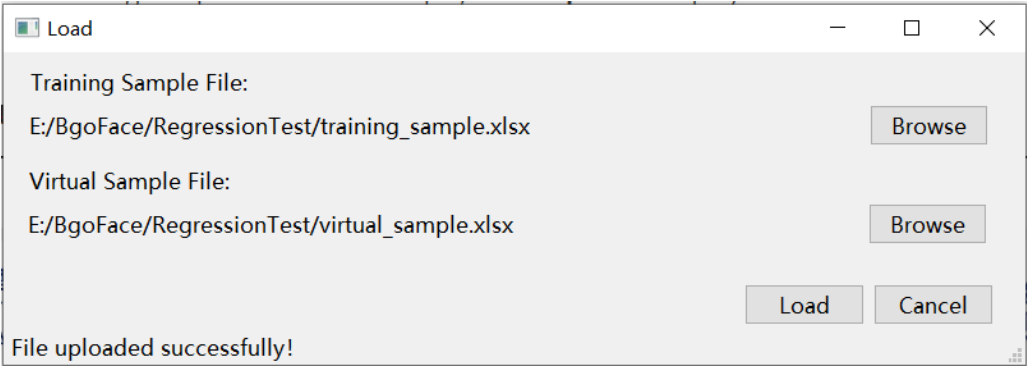 Load
Training Sample File:
E:/BgoFace/RegressionTest/training_sample.xlsx
Browse
Virtual Sample File:
E:/BgoFace/RegressionTest/virtual_sample.xlsx
Browse
Load
Cancel
File uploaded successfully!